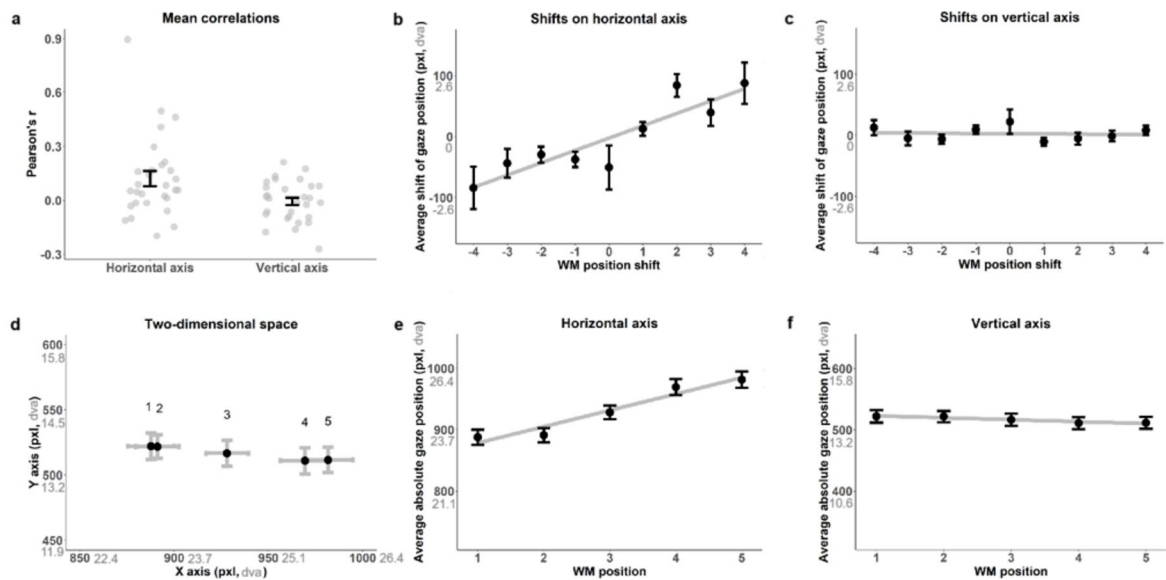 a
Mean correlations
Pearson's r
0.9
0.6
0.3
0.0
-0.3
Horizontal axis
Vertical axis
b
Shifts on horizontal axis
Average shift of gaze position (pxl, dva)
100
2.6
0
0
-100
-2.6
-4 -3 -2 -1 0 1 2 3 4
WM position shift
c
Shifts on vertical axis
Average shift of gaze position (pxl, dva)
100
2.6
0
0
-100
-2.6
-4 -3 -2 -1 0 1 2 3 4
WM position shift
d
Two-dimensional space
Y axis (pxl, dva)
600
15.8
550
14.5
500
13.2
450
11.9
1 2 3 4 5
850 22.4 900 23.7 950 25.1 1000 26.4
X axis (pxl, dva)
e
Horizontal axis
Average absolute gaze position (pxl, dva)
1000
26.4
900
23.7
800
21.1
1 2 3 4 5
WM position
f
Vertical axis
Average absolute gaze position (pxl, dva)
600
15.8
500
13.2
400
10.6
1 2 3 4 5
WM position